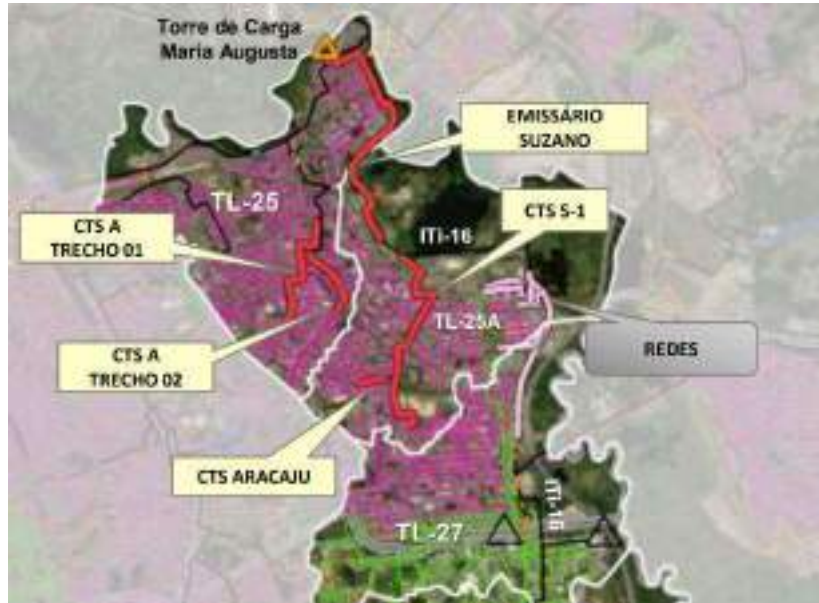 Torre de Carga
Maria Augusta
EMISSÁRIO
SUZANO
TL-25
CTS S-1
CTS A
TRECHO 01
ITI-16
TL-25A
REDES
CTS A
TRECHO 02
CTS ARACAJU
ITI-15
TL-27